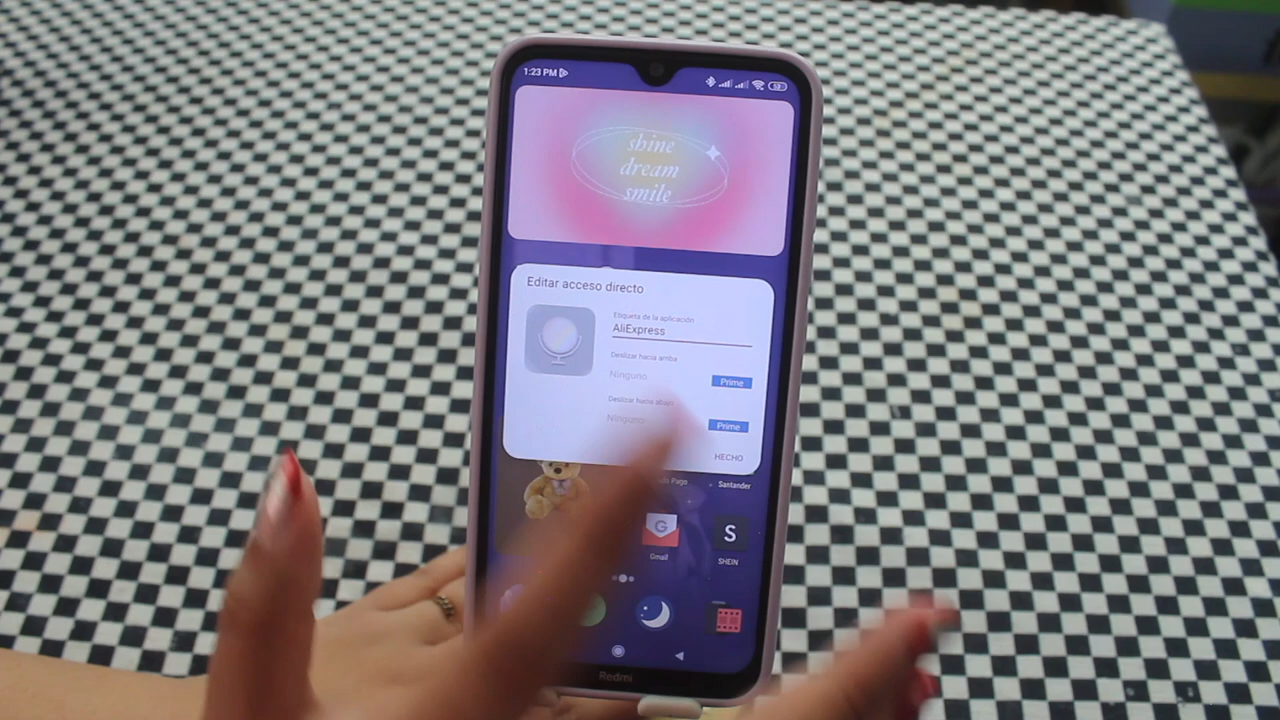 1:23 PM
shine
dream
smile
Editar acceso directo
Etiqueta de la aplicación
AliExpress
Deslizar hacia arriba
Ninguno
Prime
Deslizar hacia abajo
Ninguno
Prime
HECHO
Pago
Santander
G
S
Gmail
SHEIN
Redmi